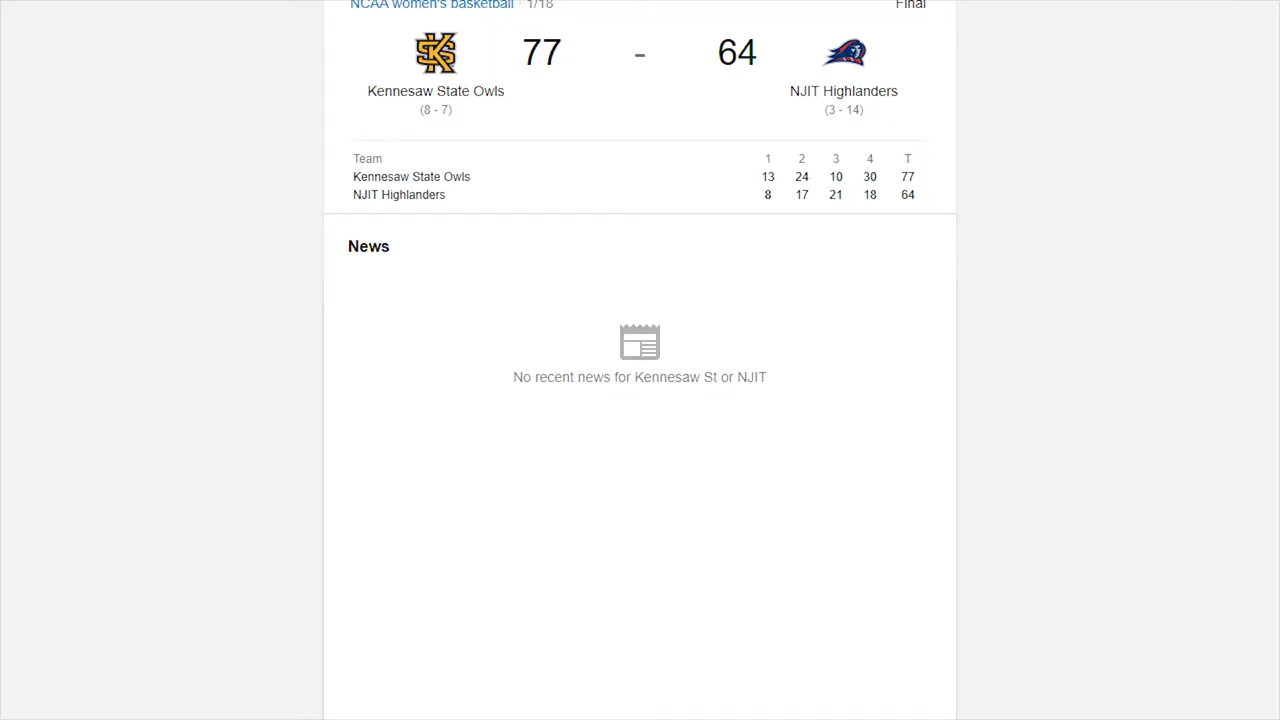 NCAA women's basketball · 1/18 Final
77 - 64
Kennesaw State Owls NJIT Highlanders
(8 - 7) (3 - 14)
Team 1 2 3 4 T
Kennesaw State Owls 13 24 10 30 77
NJIT Highlanders 8 17 21 18 64
News
No recent news for Kennesaw St or NJIT